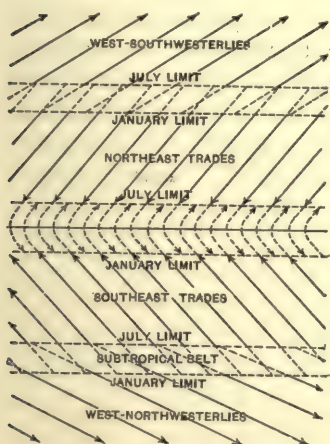 WEST-SOUTHWESTERLIES
JULY LIMIT
JANUARY LIMIT
NORTHEAST TRADES
JULY LIMIT
JANUARY LIMIT
SOUTHEAST TRADES
JULY LIMIT
SUBTROPICAL BELT
JANUARY LIMIT
WEST-NORTHWESTERLIES